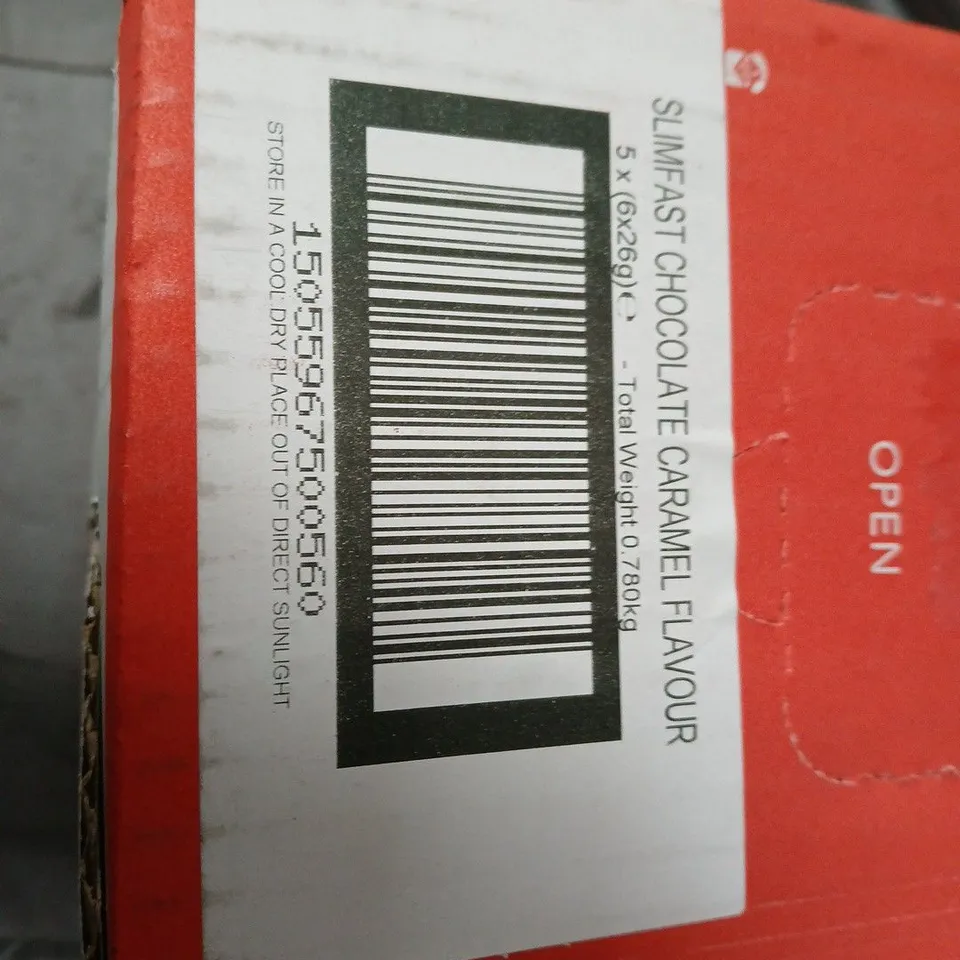 SLIMFAST CHOCOLATE CARAMEL FLAVOUR
5 x (6x26g) ℮ - Total Weight 0.780kg
15055967500560
STORE IN A COOL DRY PLACE OUT OF DIRECT SUNLIGHT.
OPEN